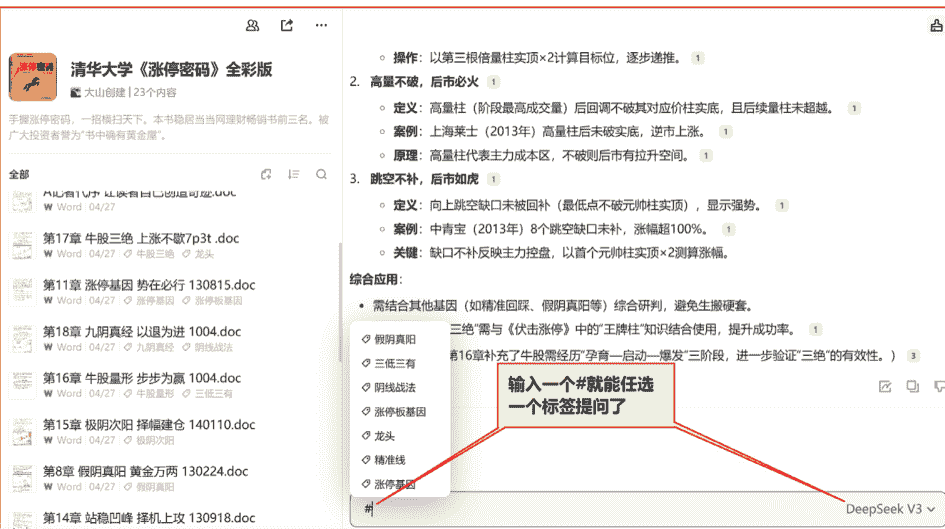 清华大学《涨停密码》全彩版
大山创建 | 23个内容
手握涨停密码，一招横扫天下。本书稳居当当网理财畅销书前三名。被
广大投资者誉为“书中确有黄金屋”。
全部
Word 04/27
第17章 牛股三绝 上涨不歇7p3t .doc
Word 04/27 牛股三绝 龙头
第11章 涨停基因 势在必行 130815.doc
Word 04/27 涨停基因 涨停板基因
第18章 九阴真经 以退为进 1004.doc
Word 04/27 九阴真经 阴线战法
第16章 牛股量形 步步为赢 1004.doc
Word 04/27 牛股量形 三低三有
第15章 极阴次阳 择幅建仓 140110.doc
Word 04/27 极阴次阳
第8章 假阴真阳 黄金万两 130224.doc
Word 04/27 假阴真阳
第14章 站稳凹峰 择机上攻 130918.doc
操作：以第三根倍量柱实顶×2计算目标位，逐步递推。 1
2. 高量不破，后市必火 1
定义：高量柱（阶段最高成交量）后回调不破其对应价柱实底，且后续量柱未超越。 1
案例：上海莱士（2013年）高量柱后未破实底，逆市上涨。 1
原理：高量柱代表主力成本区，不破则后市有拉升空间。 1
3. 跳空不补，后市如虎 1
定义：向上跳空缺口未被回补（最低点不破元帅柱实顶），显示强势。 1
案例：中青宝（2013年）8个跳空缺口未补，涨幅超100%。 1
关键：缺口不补反映主力控盘，以首个元帅柱实顶×2测算涨幅。
综合应用：
需结合其他基因（如精准回踩、假阴真阳等）综合研判，避免生搬硬套。
三绝”需与《伏击涨停》中的“王牌柱”知识结合使用，提升成功率。 1
第16章补充了牛股需经历“孕育—启动—爆发”三阶段，进一步验证“三绝”的有效性。） 3
假阴真阳
三低三有
阴线战法
涨停板基因
龙头
精准线
涨停基因
输入一个#就能任选
一个标签提问了
#
DeepSeek V3